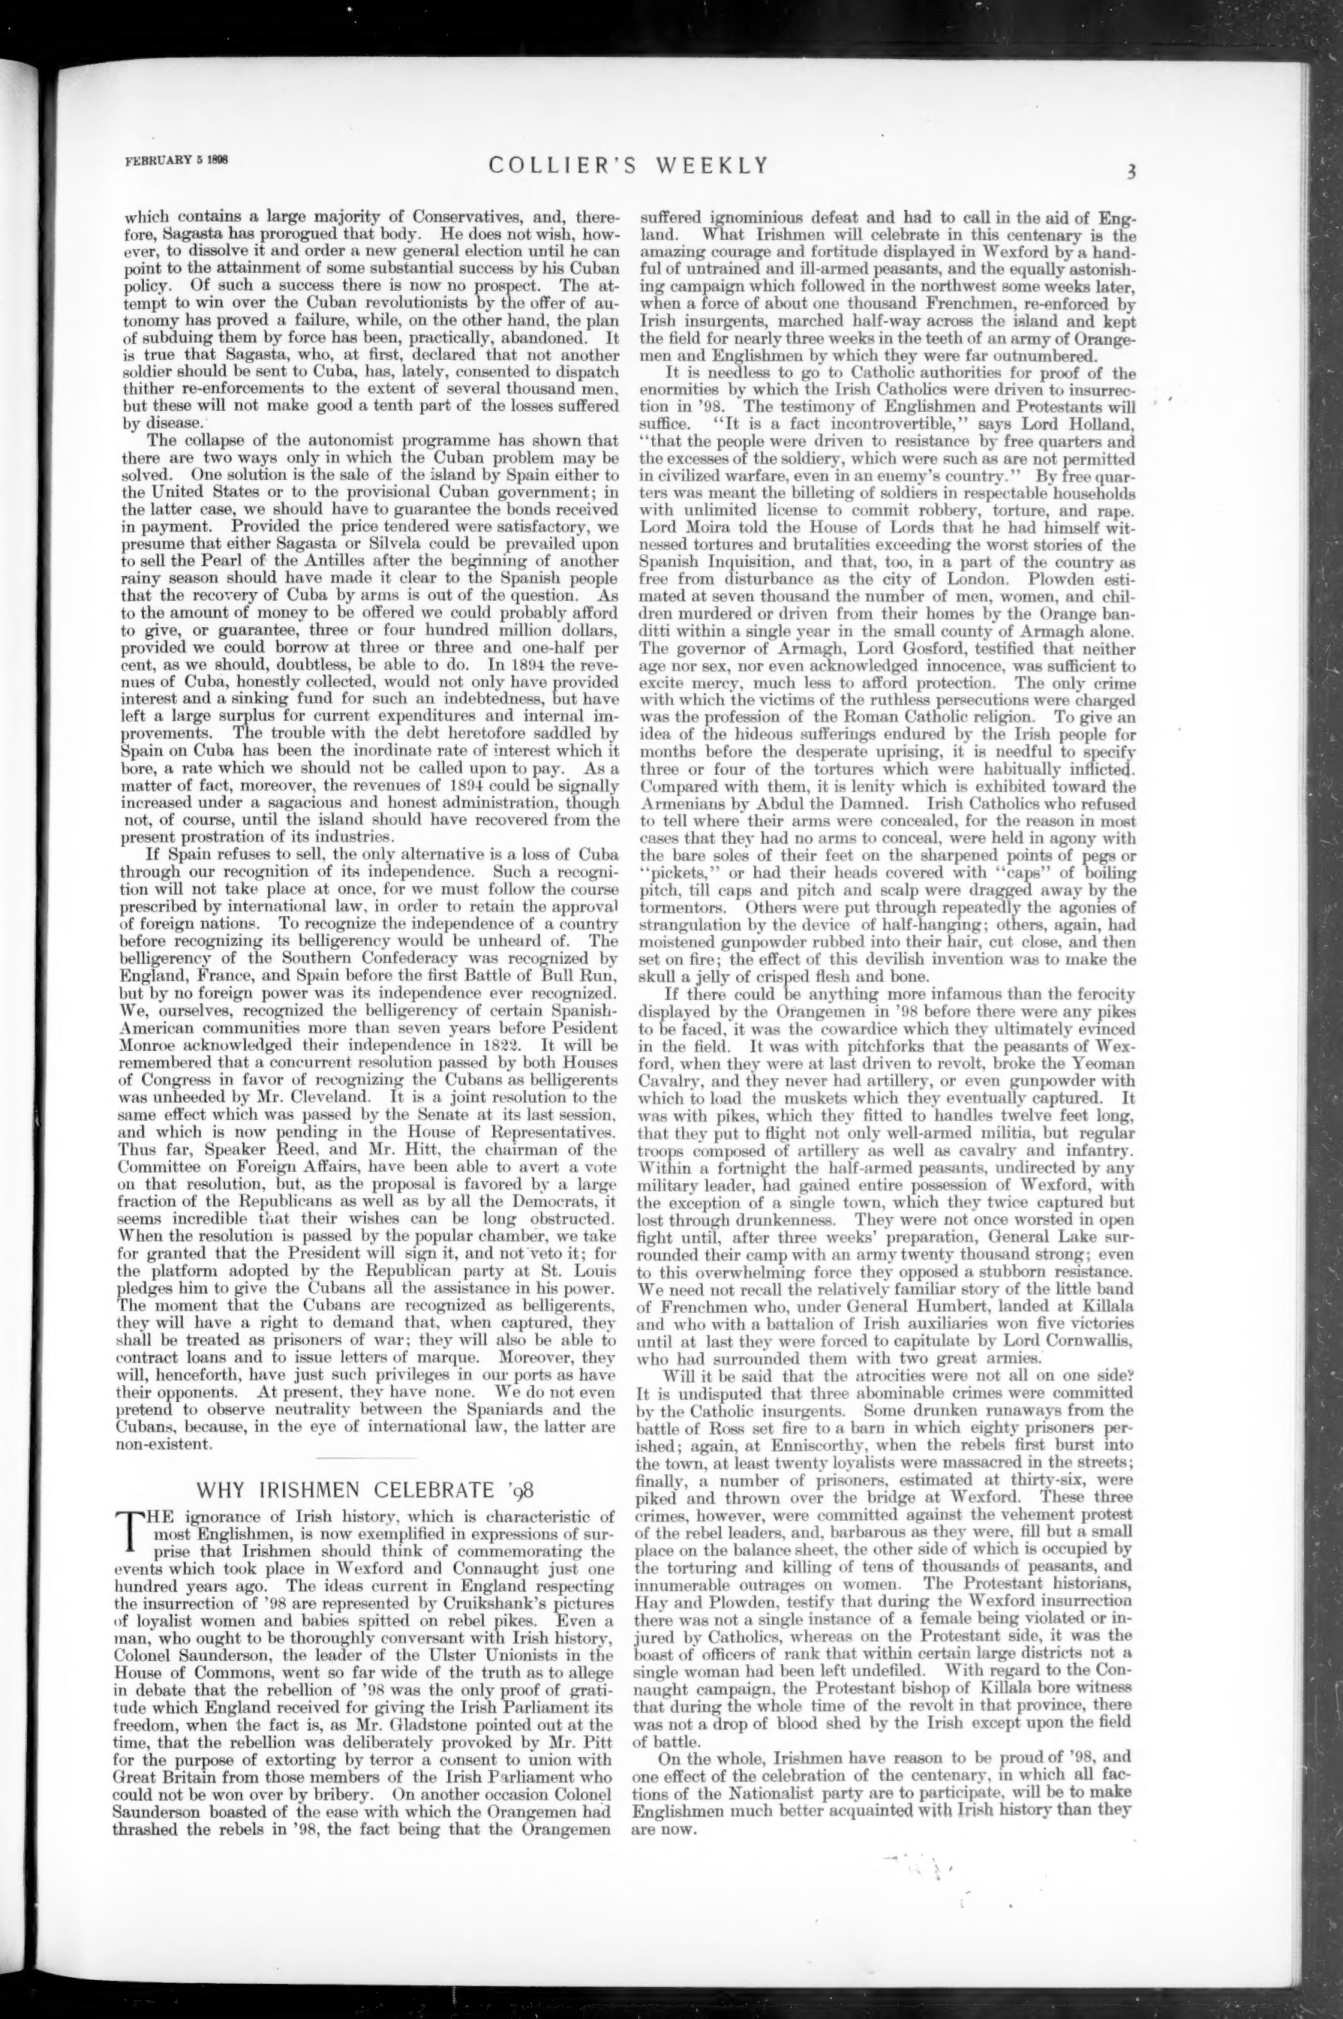 FEBRUARY 5 1898
COLLIER'S WEEKLY
3
which contains a large majority of Conservatives, and, there-
fore, Sagasta has prorogued that body. He does not wish, how-
ever, to dissolve it and order a new general election until he can
point to the attainment of some substantial success by his Cuban
policy. Of such a success there is now no prospect. The at-
tempt to win over the Cuban revolutionists by the offer of au-
tonomy has proved a failure, while, on the other hand, the plan
of subduing them by force has been, practically, abandoned. It
is true that Sagasta, who, at first, declared that not another
soldier should be sent to Cuba, has, lately, consented to dispatch
thither re-enforcements to the extent of several thousand men,
but these will not make good a tenth part of the losses suffered
by disease.
The collapse of the autonomist programme has shown that
there are two ways only in which the Cuban problem may be
solved. One solution is the sale of the island by Spain either to
the United States or to the provisional Cuban government; in
the latter case, we should have to guarantee the bonds received
in payment. Provided the price tendered were satisfactory, we
presume that either Sagasta or Silvela could be prevailed upon
to sell the Pearl of the Antilles after the beginning of another
rainy season should have made it clear to the Spanish people
that the recovery of Cuba by arms is out of the question. As
to the amount of money to be offered we could probably afford
to give, or guarantee, three or four hundred million dollars,
provided we could borrow at three or three and one-half per
cent, as we should, doubtless, be able to do. In 1894 the reve-
nues of Cuba, honestly collected, would not only have provided
interest and a sinking fund for such an indebtedness, but have
left a large surplus for current expenditures and internal im-
provements. The trouble with the debt heretofore saddled by
Spain on Cuba has been the inordinate rate of interest which it
bore, a rate which we should not be called upon to pay. As a
matter of fact, moreover, the revenues of 1894 could be signally
increased under a sagacious and honest administration, though
not, of course, until the island should have recovered from the
present prostration of its industries.
If Spain refuses to sell, the only alternative is a loss of Cuba
through our recognition of its independence. Such a recogni-
tion will not take place at once, for we must follow the course
prescribed by international law, in order to retain the approval
of foreign nations. To recognize the independence of a country
before recognizing its belligerency would be unheard of. The
belligerency of the Southern Confederacy was recognized by
England, France, and Spain before the first Battle of Bull Run,
but by no foreign power was its independence ever recognized.
We, ourselves, recognized the belligerency of certain Spanish-
American communities more than seven years before Pesident
Monroe acknowledged their independence in 1822. It will be
remembered that a concurrent resolution passed by both Houses
of Congress in favor of recognizing the Cubans as belligerents
was unheeded by Mr. Cleveland. It is a joint resolution to the
same effect which was passed by the Senate at its last session,
and which is now pending in the House of Representatives.
Thus far, Speaker Reed, and Mr. Hitt, the chairman of the
Committee on Foreign Affairs, have been able to avert a vote
on that resolution, but, as the proposal is favored by a large
fraction of the Republicans as well as by all the Democrats, it
seems incredible that their wishes can be long obstructed.
When the resolution is passed by the popular chamber, we take
for granted that the President will sign it, and not veto it; for
the platform adopted by the Republican party at St. Louis
pledges him to give the Cubans all the assistance in his power.
The moment that the Cubans are recognized as belligerents,
they will have a right to demand that, when captured, they
shall be treated as prisoners of war; they will also be able to
contract loans and to issue letters of marque. Moreover, they
will, henceforth, have just such privileges in our ports as have
their opponents. At present, they have none. We do not even
pretend to observe neutrality between the Spaniards and the
Cubans, because, in the eye of international law, the latter are
non-existent.
WHY IRISHMEN CELEBRATE '98
THE ignorance of Irish history, which is characteristic of
most Englishmen, is now exemplified in expressions of sur-
prise that Irishmen should think of commemorating the
events which took place in Wexford and Connaught just one
hundred years ago. The ideas current in England respecting
the insurrection of '98 are represented by Cruikshank's pictures
of loyalist women and babies spitted on rebel pikes. Even a
man, who ought to be thoroughly conversant with Irish history,
Colonel Saunderson, the leader of the Ulster Unionists in the
House of Commons, went so far wide of the truth as to allege
in debate that the rebellion of '98 was the only proof of grati-
tude which England received for giving the Irish Parliament its
freedom, when the fact is, as Mr. Gladstone pointed out at the
time, that the rebellion was deliberately provoked by Mr. Pitt
for the purpose of extorting by terror a consent to union with
Great Britain from those members of the Irish Parliament who
could not be won over by bribery. On another occasion Colonel
Saunderson boasted of the ease with which the Orangemen had
thrashed the rebels in '98, the fact being that the Orangemen
suffered ignominious defeat and had to call in the aid of Eng-
land. What Irishmen will celebrate in this centenary is the
amazing courage and fortitude displayed in Wexford by a hand-
ful of untrained and ill-armed peasants, and the equally astonish-
ing campaign which followed in the northwest some weeks later,
when a force of about one thousand Frenchmen, re-enforced by
Irish insurgents, marched half-way across the island and kept
the field for nearly three weeks in the teeth of an army of Orange-
men and Englishmen by which they were far outnumbered.
It is needless to go to Catholic authorities for proof of the
enormities by which the Irish Catholics were driven to insurrec-
tion in '98. The testimony of Englishmen and Protestants will
suffice. "It is a fact incontrovertible," says Lord Holland,
"that the people were driven to resistance by free quarters and
the excesses of the soldiery, which were such as are not permitted
in civilized warfare, even in an enemy's country." By free quar-
ters was meant the billeting of soldiers in respectable households
with unlimited license to commit robbery, torture, and rape.
Lord Moira told the House of Lords that he had himself wit-
nessed tortures and brutalities exceeding the worst stories of the
Spanish Inquisition, and that, too, in a part of the country as
free from disturbance as the city of London. Plowden esti-
mated at seven thousand the number of men, women, and chil-
dren murdered or driven from their homes by the Orange ban-
ditti within a single year in the small county of Armagh alone.
The governor of Armagh, Lord Gosford, testified that neither
age nor sex, nor even acknowledged innocence, was sufficient to
excite mercy, much less to afford protection. The only crime
with which the victims of the ruthless persecutions were charged
was the profession of the Roman Catholic religion. To give an
idea of the hideous sufferings endured by the Irish people for
months before the desperate uprising, it is needful to specify
three or four of the tortures which were habitually inflicted.
Compared with them, it is lenity which is exhibited toward the
Armenians by Abdul the Damned. Irish Catholics who refused
to tell where their arms were concealed, for the reason in most
cases that they had no arms to conceal, were held in agony with
the bare soles of their feet on the sharpened points of pegs or
"pickets," or had their heads covered with "caps" of boiling
pitch, till caps and pitch and scalp were dragged away by the
tormentors. Others were put through repeatedly the agonies of
strangulation by the device of half-hanging; others, again, had
moistened gunpowder rubbed into their hair, cut close, and then
set on fire; the effect of this devilish invention was to make the
skull a jelly of crisped flesh and bone.
If there could be anything more infamous than the ferocity
displayed by the Orangemen in '98 before there were any pikes
to be faced, it was the cowardice which they ultimately evinced
in the field. It was with pitchforks that the peasants of Wex-
ford, when they were at last driven to revolt, broke the Yeoman
Cavalry, and they never had artillery, or even gunpowder with
which to load the muskets which they eventually captured. It
was with pikes, which they fitted to handles twelve feet long,
that they put to flight not only well-armed militia, but regular
troops composed of artillery as well as cavalry and infantry.
Within a fortnight the half-armed peasants, undirected by any
military leader, had gained entire possession of Wexford, with
the exception of a single town, which they twice captured but
lost through drunkenness. They were not once worsted in open
fight until, after three weeks' preparation, General Lake sur-
rounded their camp with an army twenty thousand strong; even
to this overwhelming force they opposed a stubborn resistance.
We need not recall the relatively familiar story of the little band
of Frenchmen who, under General Humbert, landed at Killala
and who with a battalion of Irish auxiliaries won five victories
until at last they were forced to capitulate by Lord Cornwallis,
who had surrounded them with two great armies.
Will it be said that the atrocities were not all on one side?
It is undisputed that three abominable crimes were committed
by the Catholic insurgents. Some drunken runaways from the
battle of Ross set fire to a barn in which eighty prisoners per-
ished; again, at Enniscorthy, when the rebels first burst into
the town, at least twenty loyalists were massacred in the streets;
finally, a number of prisoners, estimated at thirty-six, were
piked and thrown over the bridge at Wexford. These three
crimes, however, were committed against the vehement protest
of the rebel leaders, and, barbarous as they were, fill but a small
place on the balance sheet, the other side of which is occupied by
the torturing and killing of tens of thousands of peasants, and
innumerable outrages on women. The Protestant historians,
Hay and Plowden, testify that during the Wexford insurrection
there was not a single instance of a female being violated or in-
jured by Catholics, whereas on the Protestant side, it was the
boast of officers of rank that within certain large districts not a
single woman had been left undefiled. With regard to the Con-
naught campaign, the Protestant bishop of Killala bore witness
that during the whole time of the revolt in that province, there
was not a drop of blood shed by the Irish except upon the field
of battle.
On the whole, Irishmen have reason to be proud of '98, and
one effect of the celebration of the centenary, in which all fac-
tions of the Nationalist party are to participate, will be to make
Englishmen much better acquainted with Irish history than they
are now.